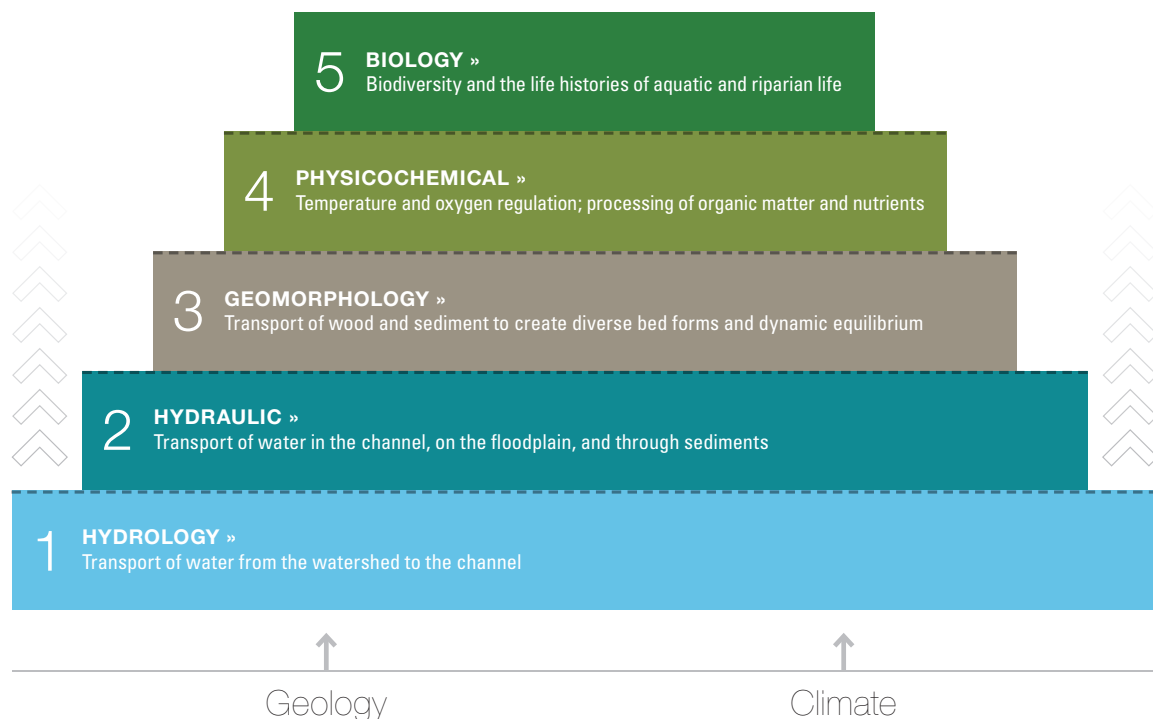 5
BIOLOGY »
Biodiversity and the life histories of aquatic and riparian life
4
PHYSICOCHEMICAL »
Temperature and oxygen regulation; processing of organic matter and nutrients
3
GEOMORPHOLOGY »
Transport of wood and sediment to create diverse bed forms and dynamic equilibrium
2
HYDRAULIC »
Transport of water in the channel, on the floodplain, and through sediments
1
HYDROLOGY »
Transport of water from the watershed to the channel
Geology Climate